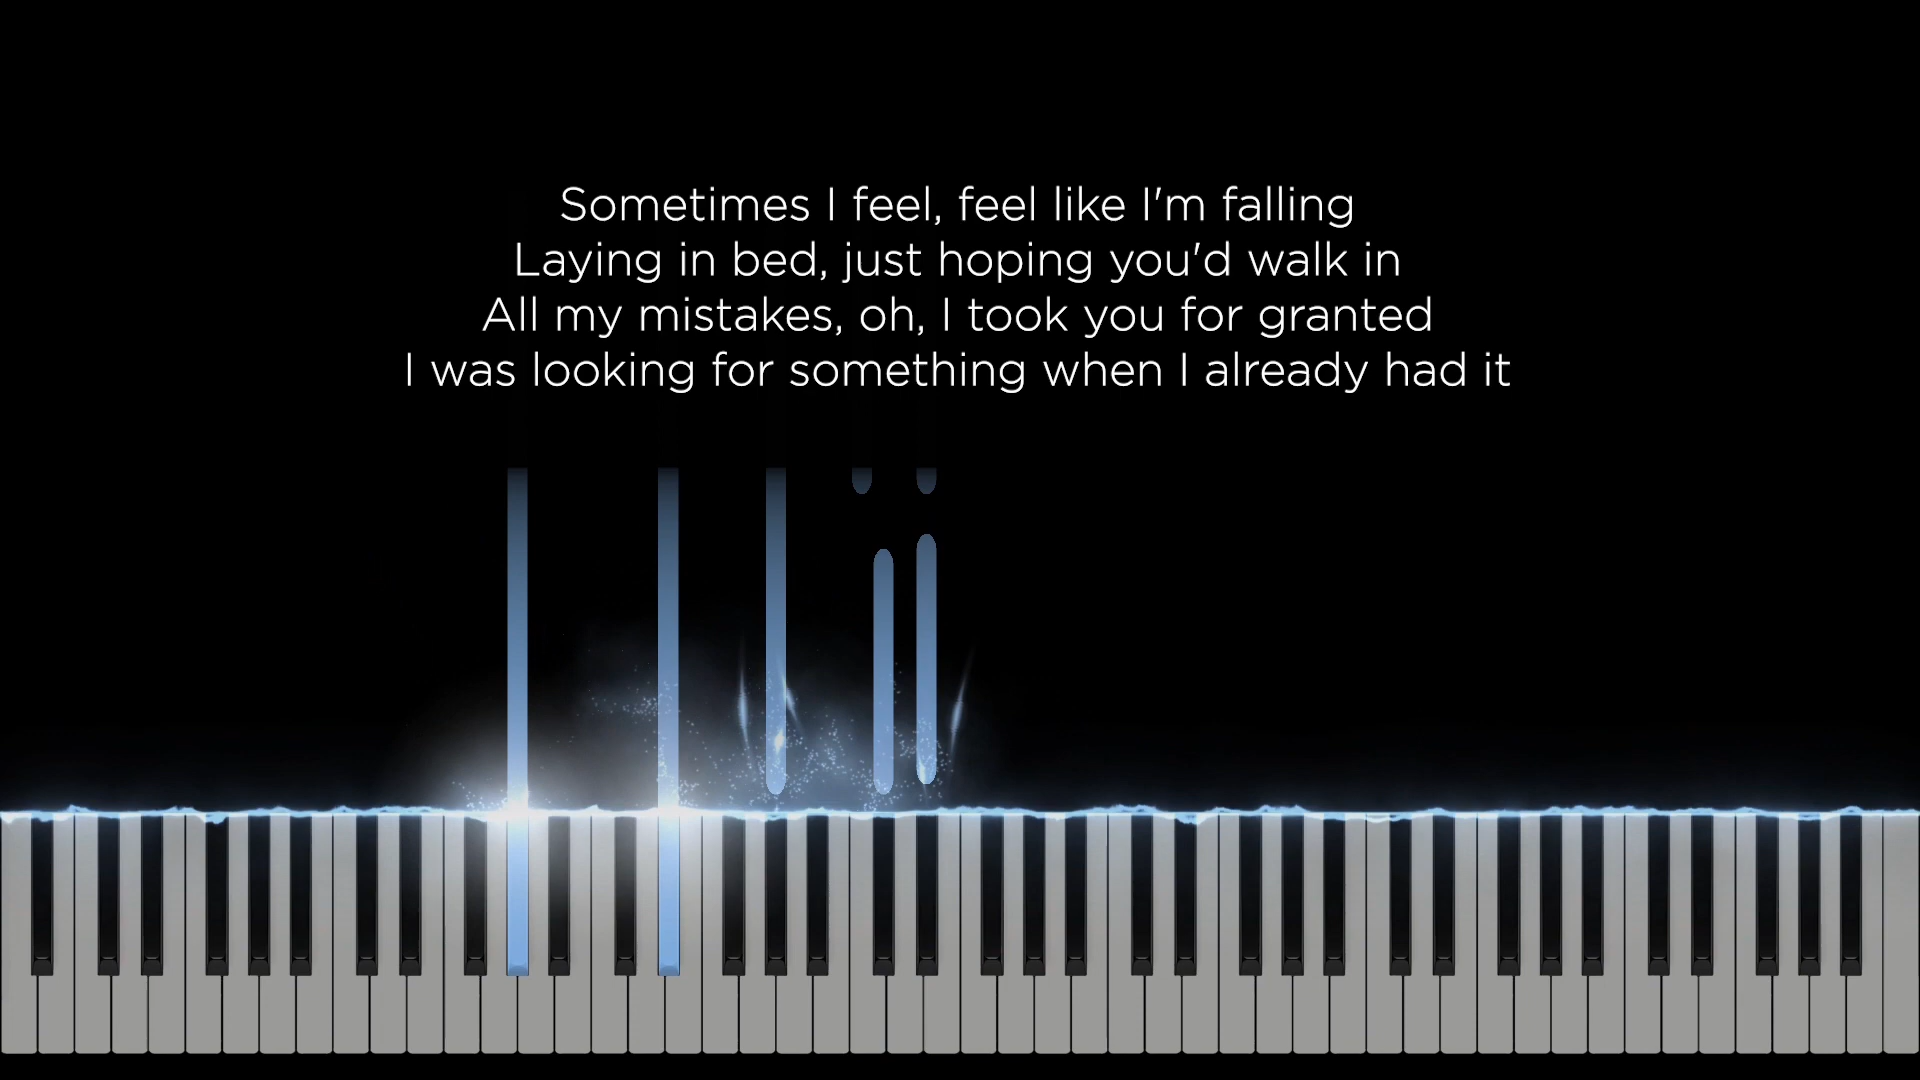 Sometimes I feel, feel like I'm falling
Laying in bed, just hoping you'd walk in
All my mistakes, oh, I took you for granted
I was looking for something when I already had it